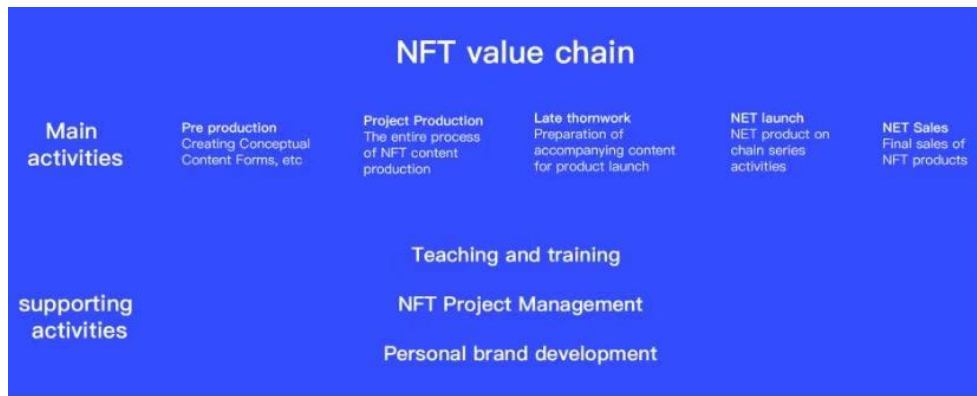 NFT value chain
Main
activities
Pre production
Creating Conceptual
Content Forms, etc
Project Production
The entire process
of NFT content
production
Late thornwork
Preparation of
accompanying content
for product launch
NET launch
NET product on
chain series
activities
NET Sales
Final sales of
NFT products
supporting
activities
Teaching and training
NFT Project Management
Personal brand development